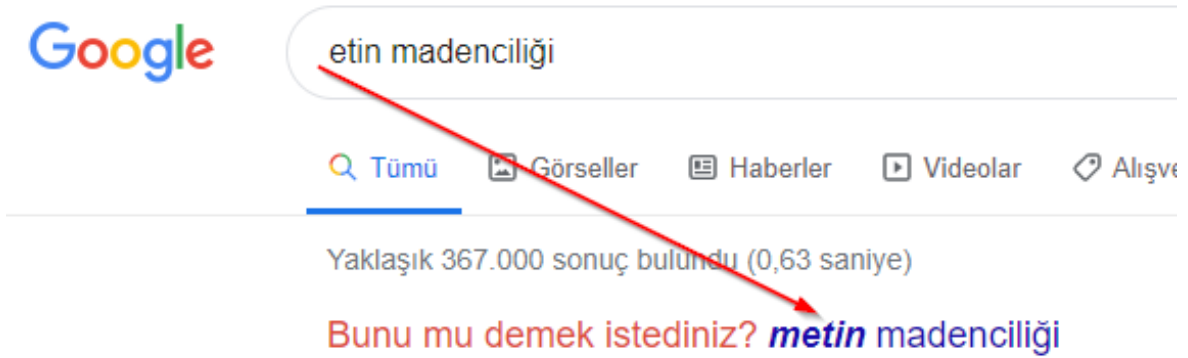 Google
etin madenciliği
Tümü Görseller Haberler Videolar Alışve
Yaklaşık 367.000 sonuç bulundu (0,63 saniye)
Bunu mu demek istediniz? metin madenciliği